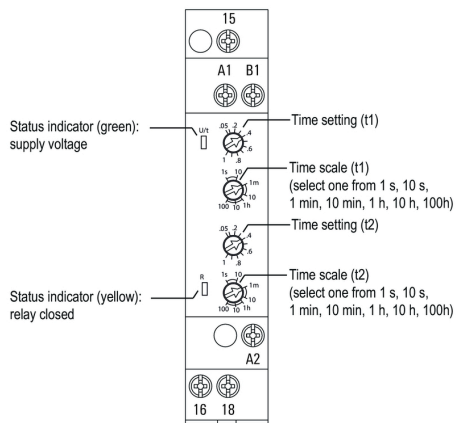 15
A1 B1
Status indicator (green):
supply voltage
U/t
.05 .2 .4 .6 .8 1
Time setting (t1)
1s 10 1m 10 1h 10 100
Time scale (t1)
(select one from 1 s, 10 s,
1 min, 10 min, 1 h, 10 h, 100h)
.05 .2 .4 .6 .8 1
Time setting (t2)
Status indicator (yellow):
relay closed
R
1s 10 1m 10 1h 10 100
Time scale (t2)
(select one from 1 s, 10 s,
1 min, 10 min, 1 h, 10 h, 100h)
A2
16 18